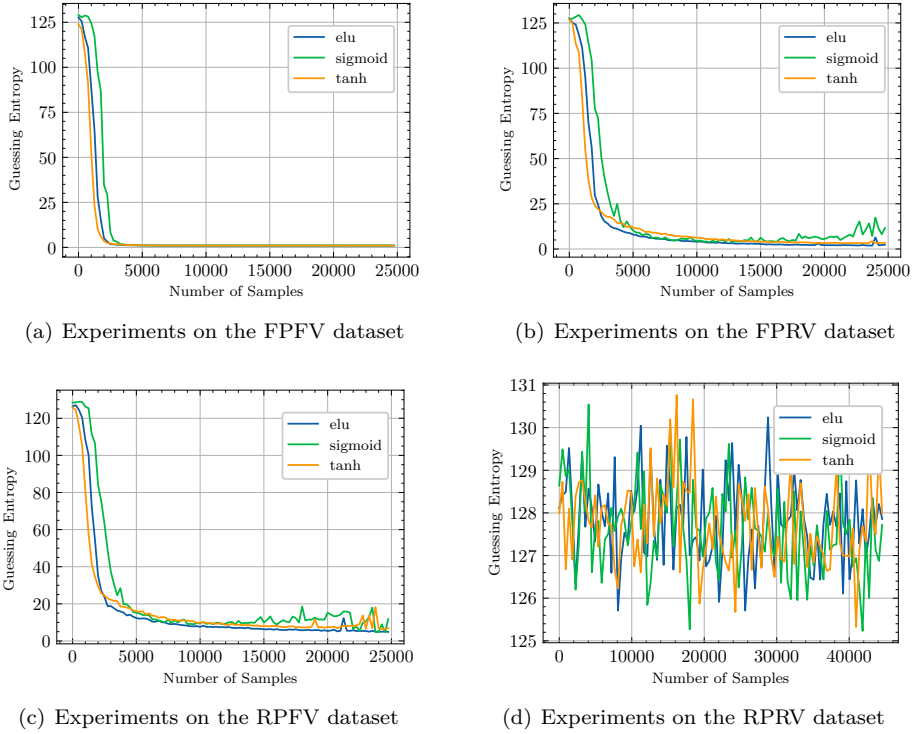 125
100
75
50
25
0
Guessing Entropy
elu
sigmoid
tanh
0 5000 10000 15000 20000 25000
Number of Samples
(a) Experiments on the FPFV dataset
125
100
75
50
25
0
Guessing Entropy
elu
sigmoid
tanh
0 5000 10000 15000 20000 25000
Number of Samples
(b) Experiments on the FPRV dataset
120
100
80
60
40
20
0
Guessing Entropy
elu
sigmoid
tanh
0 5000 10000 15000 20000 25000
Number of Samples
(c) Experiments on the RPFV dataset
131
130
129
128
127
126
125
Guessing Entropy
elu
sigmoid
tanh
0 10000 20000 30000 40000
Number of Samples
(d) Experiments on the RPRV dataset